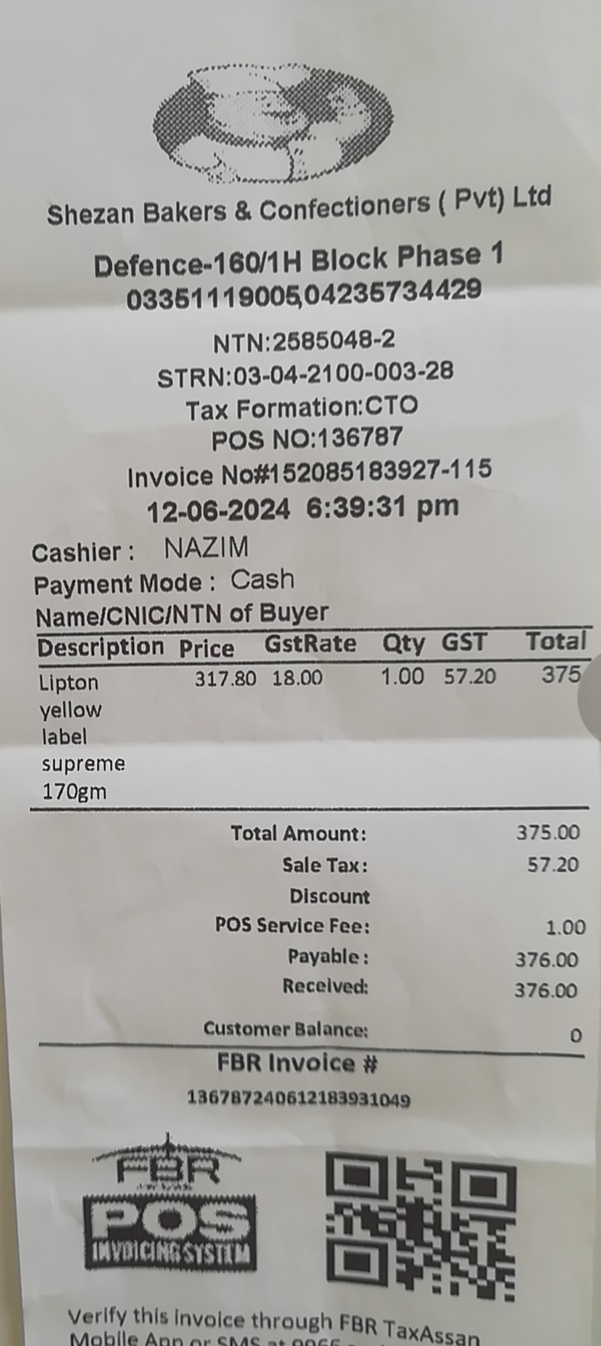 Shezan Bakers & Confectioners ( Pvt) Ltd
Defence-160/1H Block Phase 1
03351119005,04235734429
NTN:2585048-2
STRN:03-04-2100-003-28
Tax Formation:CTO
POS NO:136787
Invoice No#152085183927-115
12-06-2024 6:39:31 pm
Cashier : NAZIM
Payment Mode : Cash
Name/CNIC/NTN of Buyer
Description Price GstRate Qty GST Total
Lipton 317.80 18.00 1.00 57.20 375
yellow
label
supreme
170gm
Total Amount: 375.00
Sale Tax: 57.20
Discount
POS Service Fee: 1.00
Payable: 376.00
Received: 376.00
Customer Balance: 0
FBR Invoice #
136787240612183931049
FBR
POS
INVOICING SYSTEM
Verify this invoice through FBR TaxAssan
Mobile App or SMS at